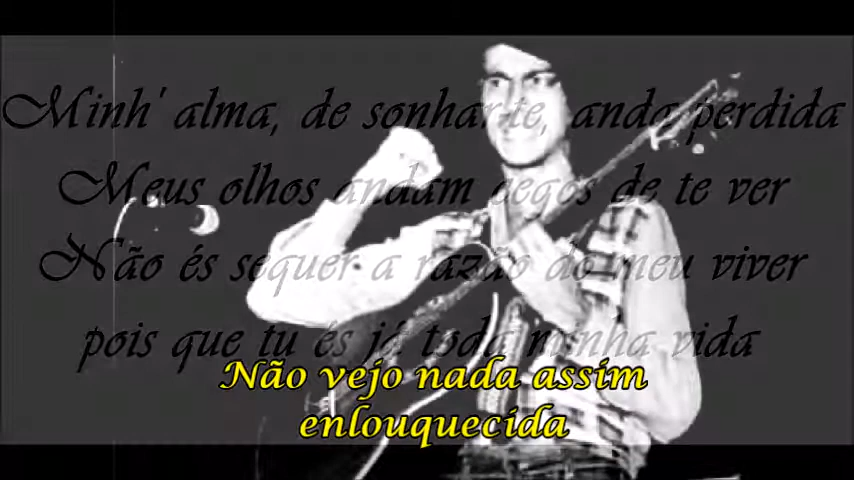 Minh' alma, de sonhar-te, anda perdida
Meus olhos andam cegos de te ver
Não és sequer a razão do meu viver
pois que tu és já toda minha vida
Não vejo nada assim
enlouquecida